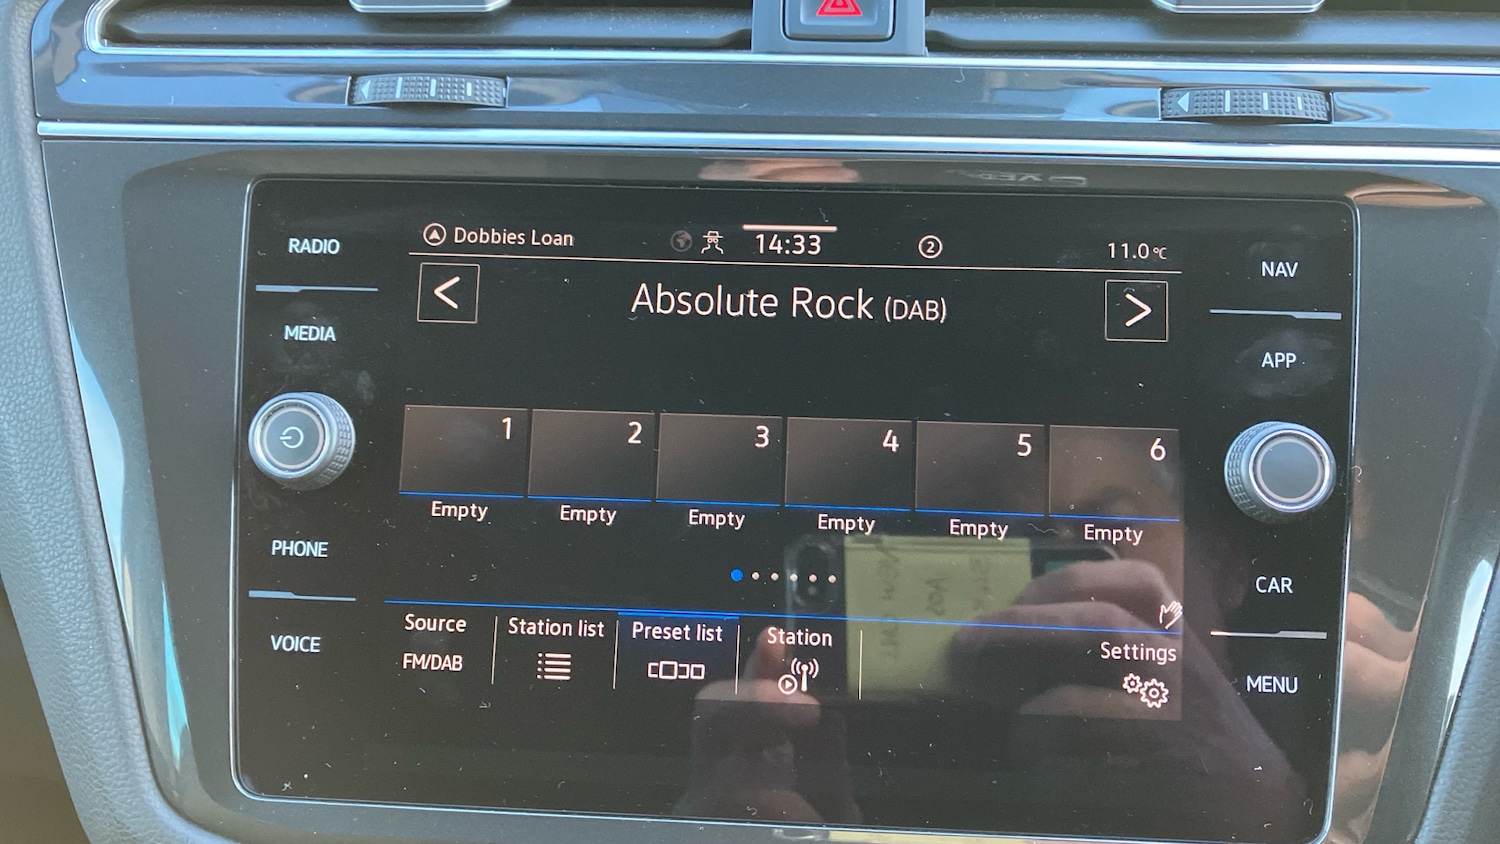 RADIO
MEDIA
PHONE
VOICE
Dobbies Loan
14:33
2
11.0°C
<
Absolute Rock (DAB)
>
1 2 3 4 5 6
Empty Empty Empty Empty Empty Empty
Source Station list Preset list Station Settings
FM/DAB
NAV
APP
CAR
MENU